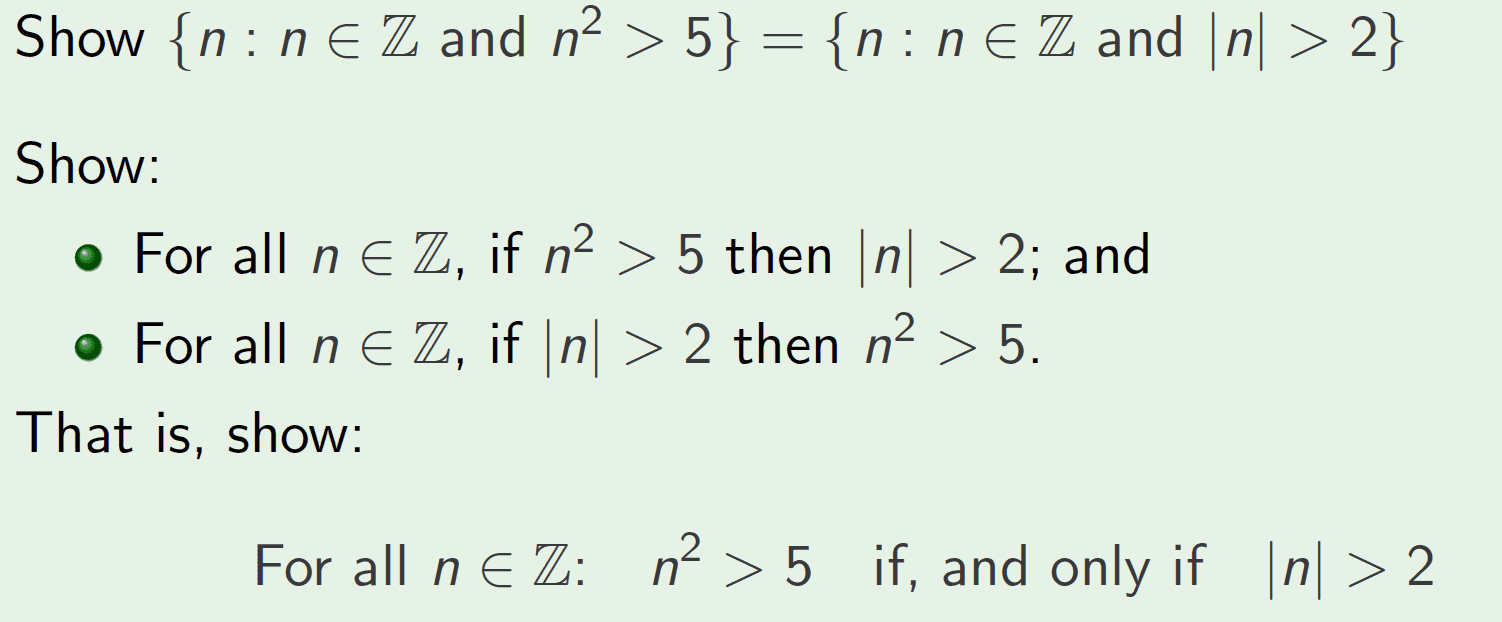 Show {n : n ∈ ℤ and n² > 5} = {n : n ∈ ℤ and |n| > 2}
Show:
For all n ∈ ℤ, if n² > 5 then |n| > 2; and
For all n ∈ ℤ, if |n| > 2 then n² > 5.
That is, show:
For all n ∈ ℤ: n² > 5 if, and only if |n| > 2